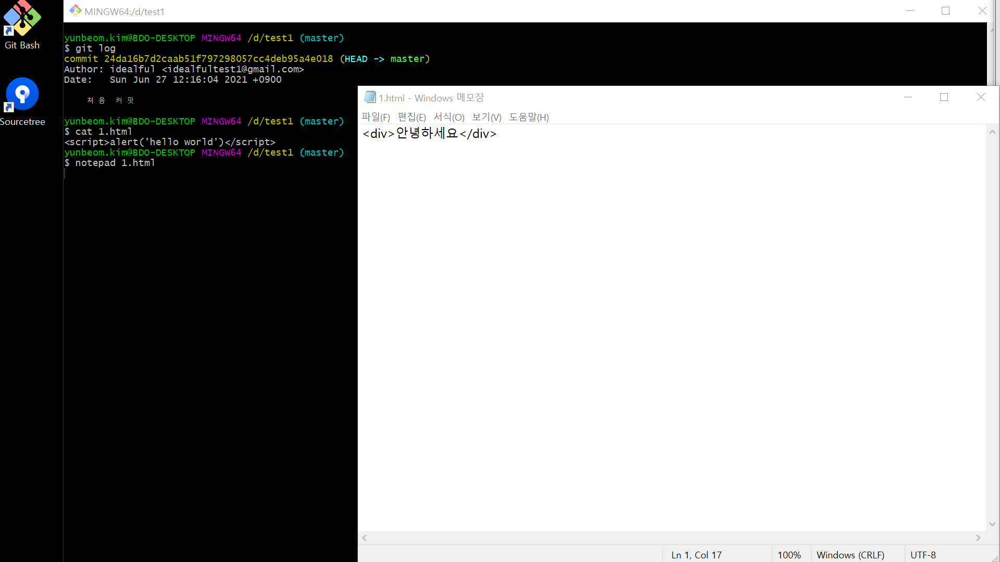 Git Bash
Sourcetree
MINGW64:/d/test1
yunbeom.kim@BDO-DESKTOP MINGW64 /d/test1 (master)
$ git log
commit 24da16b7d2caab51f797298057cc4deb95a4e018 (HEAD -> master)
Author: idealful <idealfultest1@gmail.com>
Date:   Sun Jun 27 12:16:04 2021 +0900
처음 커밋
yunbeom.kim@BDO-DESKTOP MINGW64 /d/test1 (master)
$ cat 1.html
<script>alert('hello world')</script>
yunbeom.kim@BDO-DESKTOP MINGW64 /d/test1 (master)
$ notepad 1.html
1.html - Windows 메모장
파일(F) 편집(E) 서식(O) 보기(V) 도움말(H)
<div>안녕하세요</div>
Ln 1, Col 17 100% Windows (CRLF) UTF-8